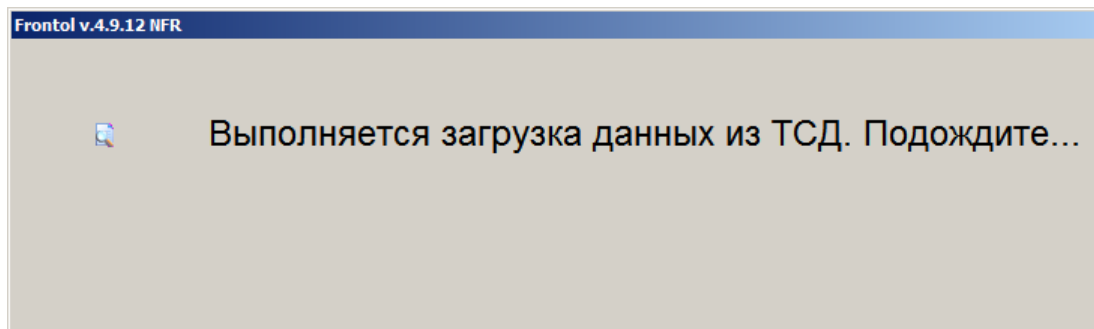 Frontol v.4.9.12 NFR
Выполняется загрузка данных из ТСД. Подождите...